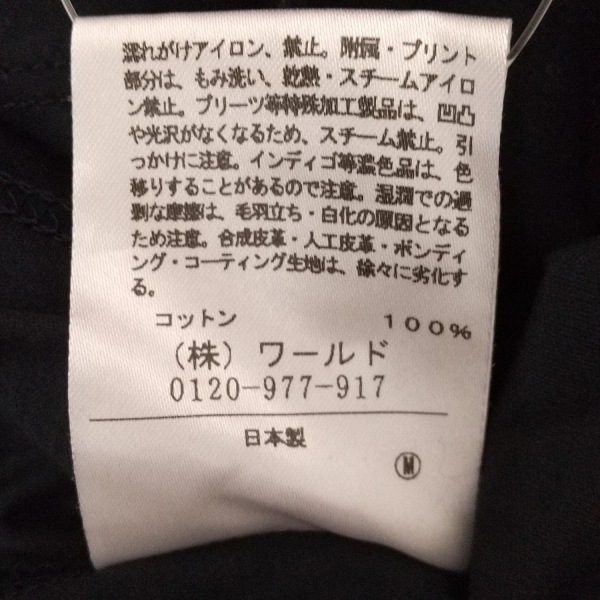 濡れがけアイロン、禁止。附属・プリント
部分は、もみ洗い、乾熱・スチームアイロ
ン禁止。プリーツ等特殊加工製品は、凹凸
や光沢がなくなるため、スチーム禁止。引
っかけに注意。インディゴ等濃色品は、色
移りすることがあるので注意。湿潤での過
剰な摩擦は、毛羽立ち・白化の原因となる
ため注意。合成皮革・人工皮革・ボンディ
ング・コーティング生地は、徐々に劣化す
る。
コットン 100%
(株) ワールド
0120-977-917
日本製
M